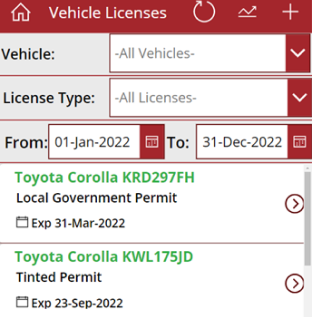 Vehicle Licenses
Vehicle: -All Vehicles-
License Type: -All Licenses-
From: 01-Jan-2022 To: 31-Dec-2022
Toyota Corolla KRD297FH
Local Government Permit
Exp 31-Mar-2022
Toyota Corolla KWL175JD
Tinted Permit
Exp 23-Sep-2022